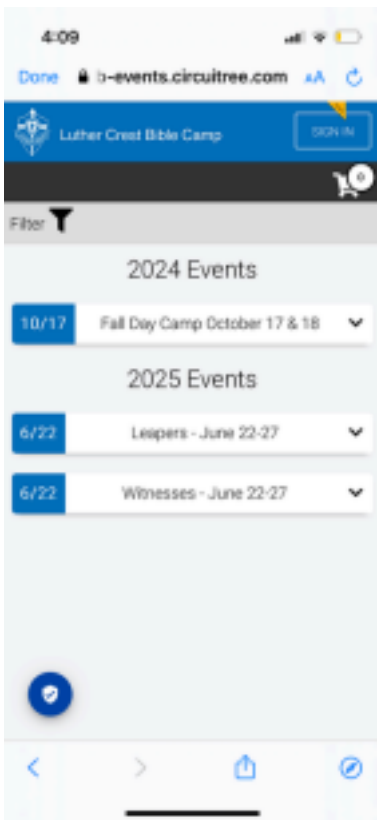 4:09
Done b-events.circuitree.com AA
Luther Crest Bible Camp SIGN IN
0
Filter
2024 Events
10/17 Fall Day Camp October 17 & 18
2025 Events
6/22 Leapers - June 22-27
6/22 Witnesses - June 22-27